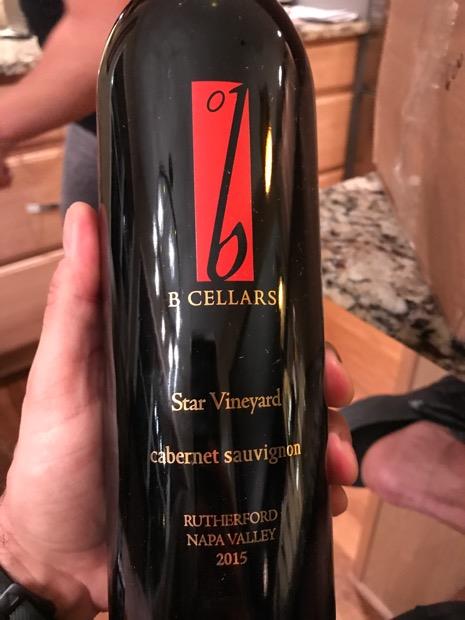 b
B CELLARS
Star Vineyard
cabernet sauvignon
RUTHERFORD
NAPA VALLEY
2015